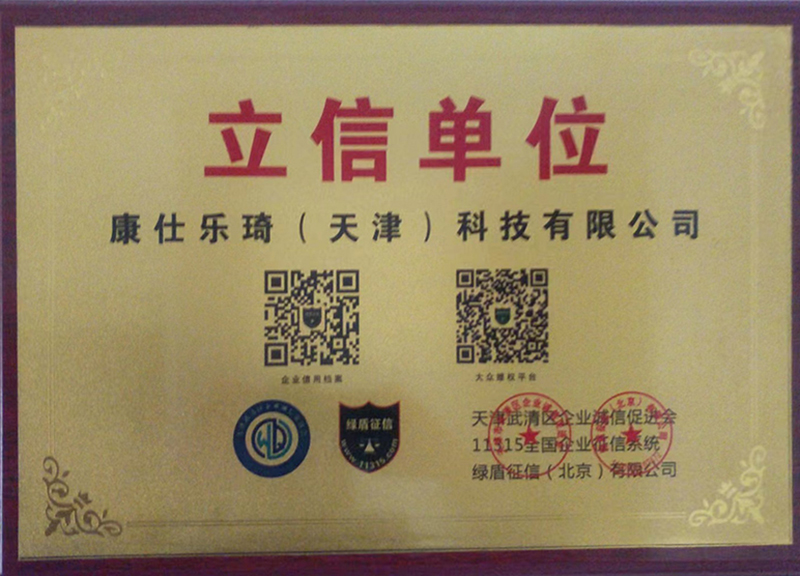 立信单位
康仕乐琦（天津）科技有限公司
企业信用档案
大众维权平台
绿盾征信
www.11315.com
天津武清区企业诚信促进会
11315全国企业征信系统
绿盾征信（北京）有限公司